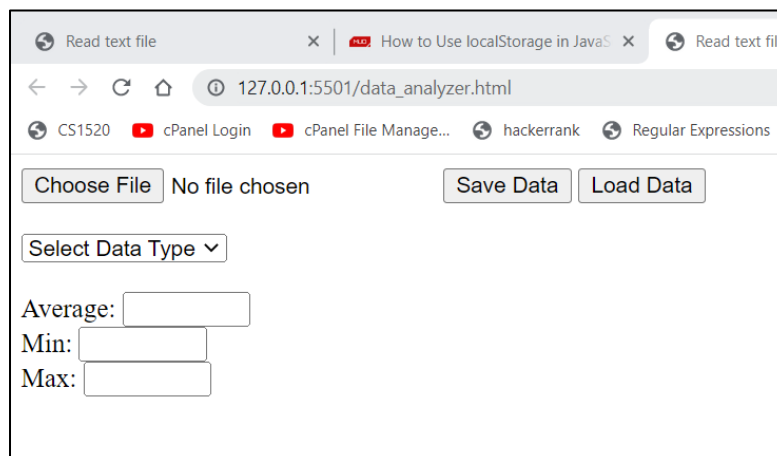 Read text file How to Use localStorage in JavaS Read text fil
127.0.0.1:5501/data_analyzer.html
CS1520 cPanel Login cPanel File Manage... hackerrank Regular Expressions
Choose File No file chosen Save Data Load Data
Select Data Type
Average:
Min:
Max: